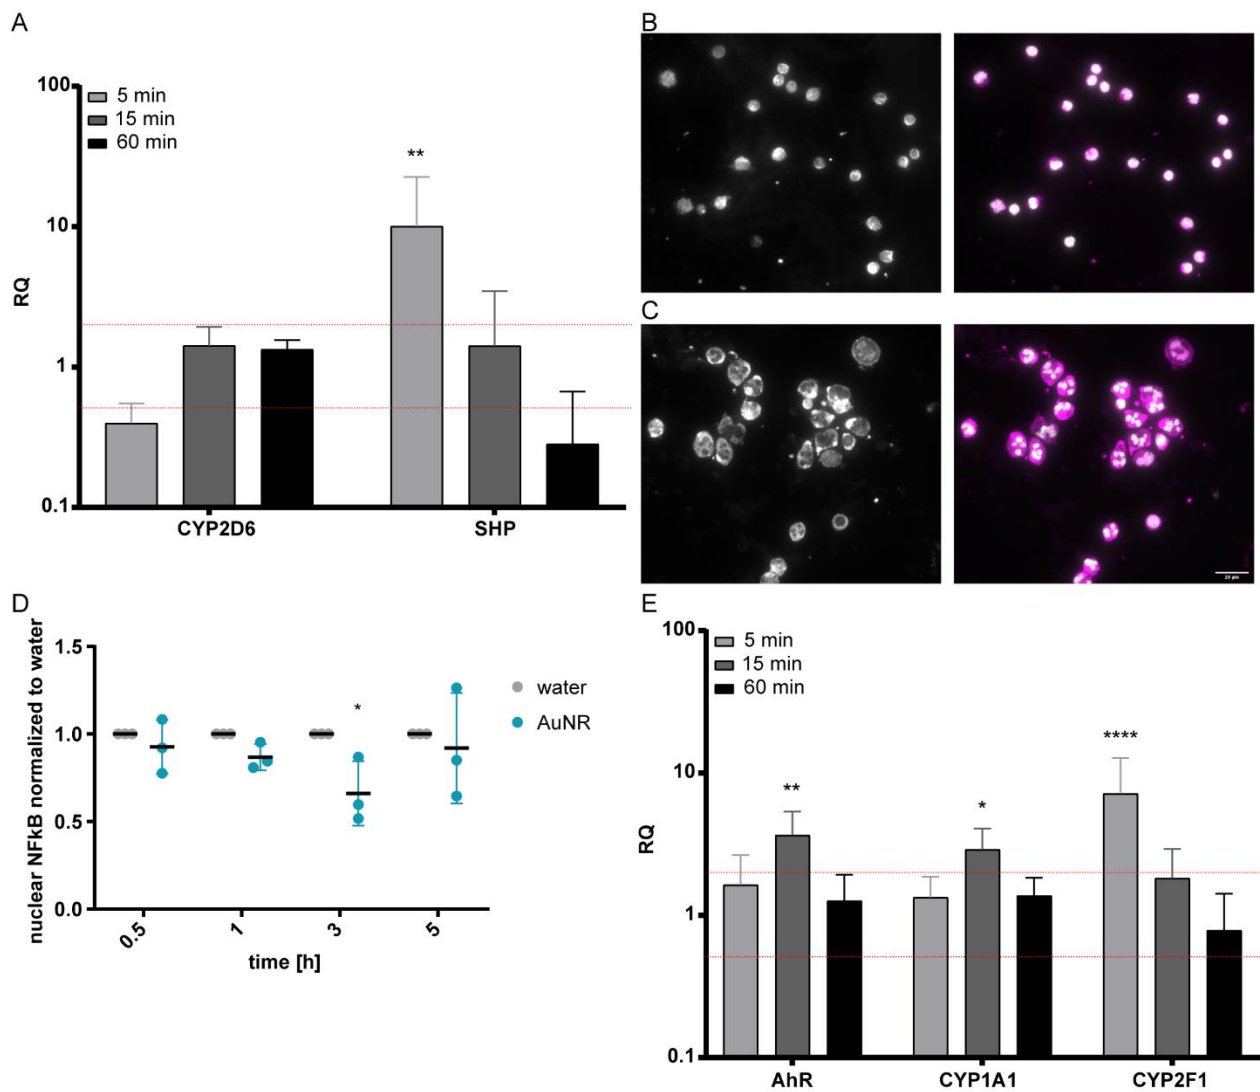 A
100
10
1
0.1
RQ
5 min
15 min
60 min
**
CYP2D6
SHP
B
C
20 µm
D
nuclear NFkB normalized to water
1.5
1.0
0.5
0.0
*
water
AuNR
0.5
1
3
5
time [h]
E
100
10
1
0.1
RQ
5 min
15 min
60 min
**
*
****
AhR
CYP1A1
CYP2F1